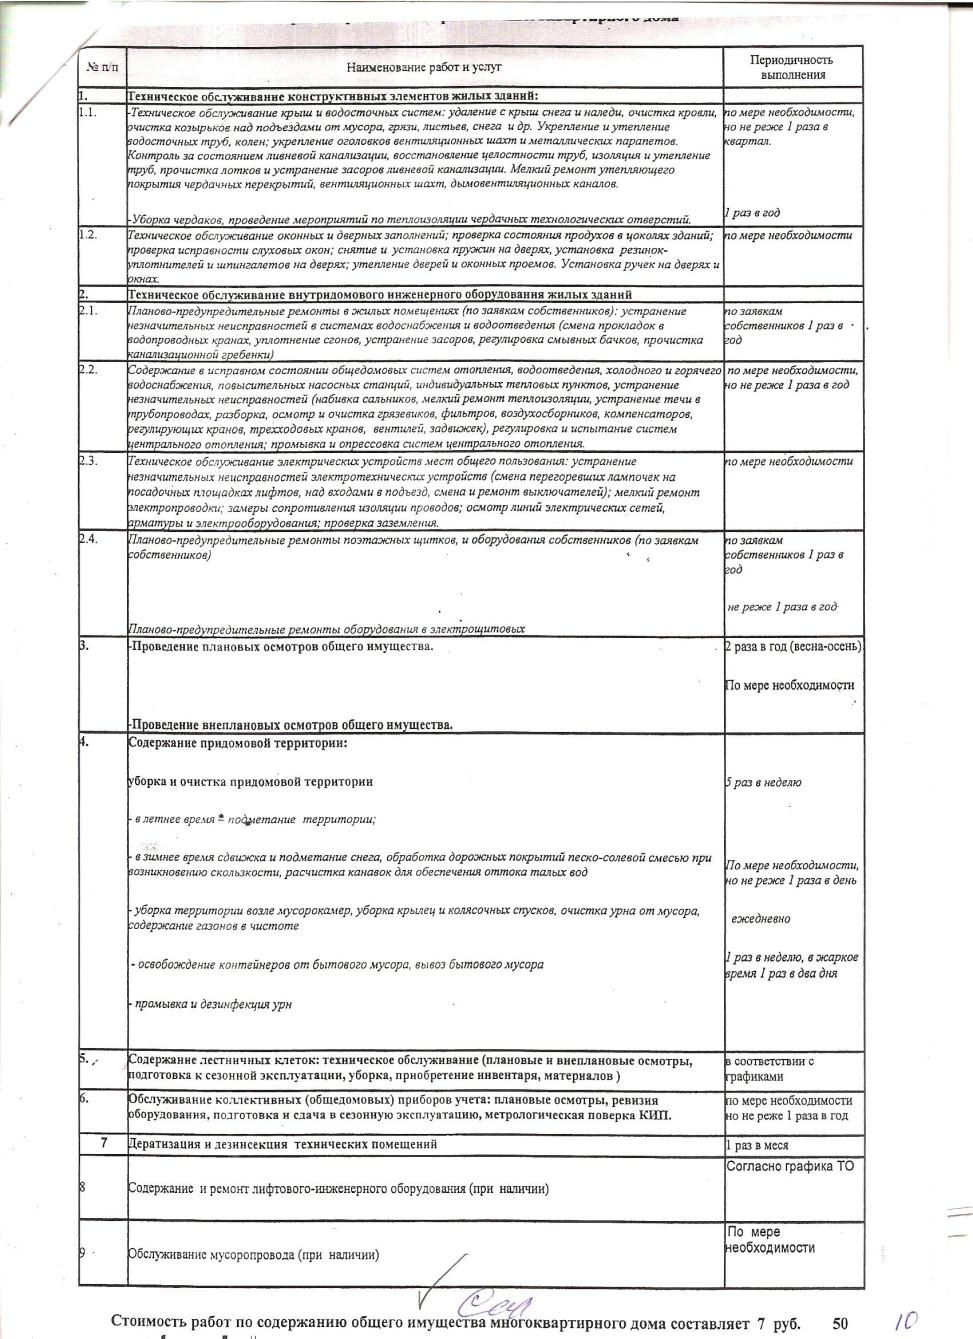 многоквартирного дома
№ п/п
Наименование работ и услуг
Периодичность
выполнения
1.
Техническое обслуживание конструктивных элементов жилых зданий:
1.1.
-Техническое обслуживание крыш и водосточных систем: удаление с крыш снега и наледи, очистка кровли,
очистка козырьков над подъездами от мусора, грязи, листьев, снега и др. Укрепление и утепление
водосточных труб, колен; укрепление оголовков вентиляционных шахт и металлических парапетов.
Контроль за состоянием ливневой канализации, восстановление целостности труб, изоляция и утепление
труб, прочистка лотков и устранение засоров ливневой канализации. Мелкий ремонт утепляющего
покрытия чердачных перекрытий, вентиляционных шахт, дымовентиляционных каналов.
-Уборка чердаков, проведение мероприятий по теплоизоляции чердачных технологических отверстий.
по мере необходимости,
но не реже 1 раза в
квартал.
1 раз в год
1.2.
Техническое обслуживание оконных и дверных заполнений; проверка состояния продухов в цоколях зданий;
проверка исправности слуховых окон; снятие и установка пружин на дверях, установка резинок-
уплотнителей и шпингалетов на дверях; утепление дверей и оконных проемов. Установка ручек на дверях и
окнах.
по мере необходимости
2.
Техническое обслуживание внутридомового инженерного оборудования жилых зданий
2.1.
Планово-предупредительные ремонты в жилых помещениях (по заявкам собственников): устранение
незначительных неисправностей в системах водоснабжения и водоотведения (смена прокладок в
водопроводных кранах, уплотнение сгонов, устранение засоров, регулировка смывных бачков, прочистка
канализационной гребенки)
по заявкам
собственников 1 раз в
год
2.2.
Содержание в исправном состоянии общедомовых систем отопления, водоотведения, холодного и горячего
водоснабжения, повысительных насосных станций, индивидуальных тепловых пунктов, устранение
незначительных неисправностей (набивка сальников, мелкий ремонт теплоизоляции, устранение течи в
трубопроводах, разборка, осмотр и очистка грязевиков, фильтров, воздухосборников, компенсаторов,
регулирующих кранов, трехходовых кранов, вентилей, задвижек), регулировка и испытание систем
центрального отопления; промывка и опрессовка систем центрального отопления.
по мере необходимости,
но не реже 1 раза в год
2.3.
Техническое обслуживание электрических устройств мест общего пользования: устранение
незначительных неисправностей электротехнических устройств (смена перегоревших лампочек на
посадочных площадках лифтов, над входами в подъезд, смена и ремонт выключателей); мелкий ремонт
электропроводки; замеры сопротивления изоляции проводов; осмотр линий электрических сетей,
арматуры и электрооборудования; проверка заземления.
по мере необходимости
2.4.
Планово-предупредительные ремонты поэтажных щитков, и оборудования собственников (по заявкам
собственников)
Планово-предупредительные ремонты оборудования в электрощитовых
по заявкам
собственников 1 раз в
год
не реже 1 раза в год
3.
-Проведение плановых осмотров общего имущества.
-Проведение внеплановых осмотров общего имущества.
2 раза в год (весна-осень)
По мере необходимости
4.
Содержание придомовой территории:
уборка и очистка придомовой территории
- в летнее время - подметание территории;
- в зимнее время сдвижка и подметание снега, обработка дорожных покрытий песко-солевой смесью при
возникновению скользкости, расчистка канавок для обеспечения оттока талых вод
- уборка территории возле мусорокамер, уборка крылец и колясочных спусков, очистка урна от мусора,
содержание газонов в чистоте
- освобождение контейнеров от бытового мусора, вывоз бытового мусора
- промывка и дезинфекция урн
5 раз в неделю
По мере необходимости,
но не реже 1 раза в день
ежедневно
1 раз в неделю, в жаркое
время 1 раз в два дня
5.
Содержание лестничных клеток: техническое обслуживание (плановые и внеплановые осмотры,
подготовка к сезонной эксплуатации, уборка, приобретение инвентаря, материалов )
в соответствии с
графиками
6.
Обслуживание коллективных (общедомовых) приборов учета: плановые осмотры, ревизия
оборудования, подготовка и сдача в сезонную эксплуатацию, метрологическая поверка КИП.
по мере необходимости
но не реже 1 раза в год
7
Дератизация и дезинсекция технических помещений
1 раз в меся
8
Содержание и ремонт лифтового-инженерного оборудования (при наличии)
Согласно графика ТО
9
Обслуживание мусоропровода (при наличии)
По мере
необходимости
Стоимость работ по содержанию общего имущества многоквартирного дома составляет 7 руб. 50
10